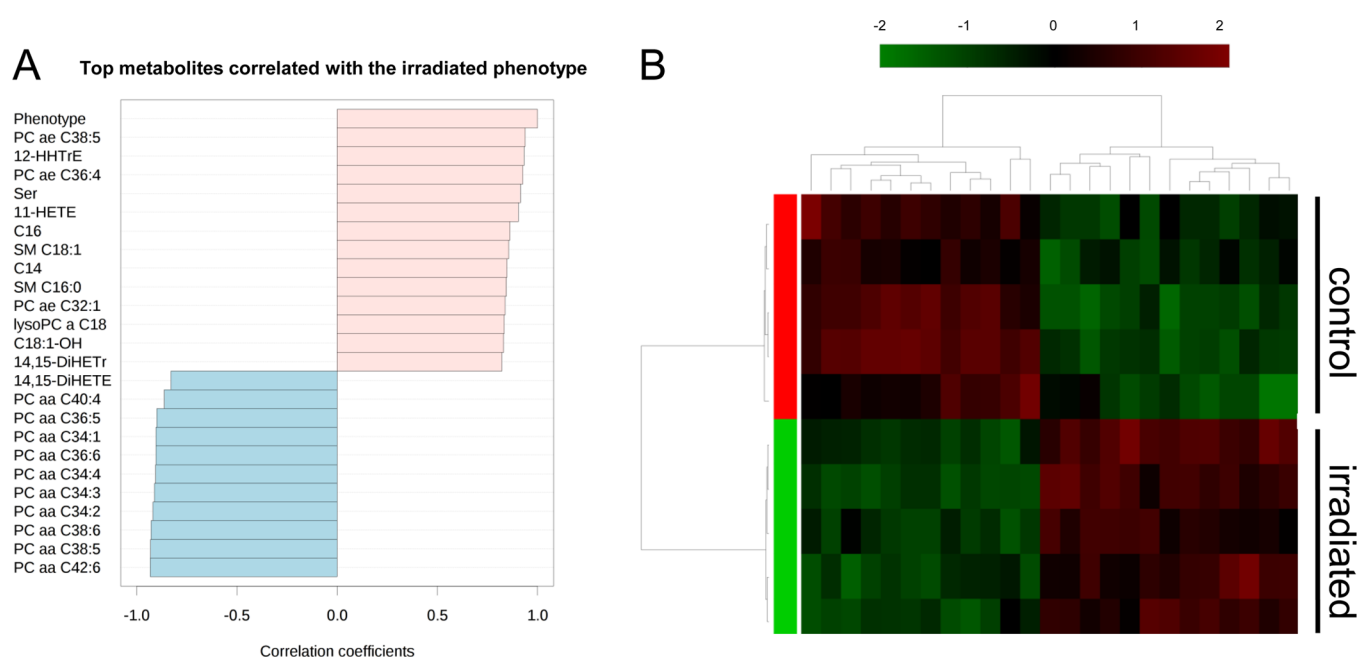 A
Top metabolites correlated with the irradiated phenotype
Phenotype
PC ae C38:5
12-HHTrE
PC ae C36:4
Ser
11-HETE
C16
SM C18:1
C14
SM C16:0
PC ae C32:1
lysoPC a C18
C18:1-OH
14,15-DiHETr
14,15-DiHETE
PC aa C40:4
PC aa C36:5
PC aa C34:1
PC aa C36:6
PC aa C34:4
PC aa C34:3
PC aa C34:2
PC aa C38:6
PC aa C38:5
PC aa C42:6
-1.0 -0.5 0.0 0.5 1.0
Correlation coefficients
B
-2 -1 0 1 2
control
irradiated